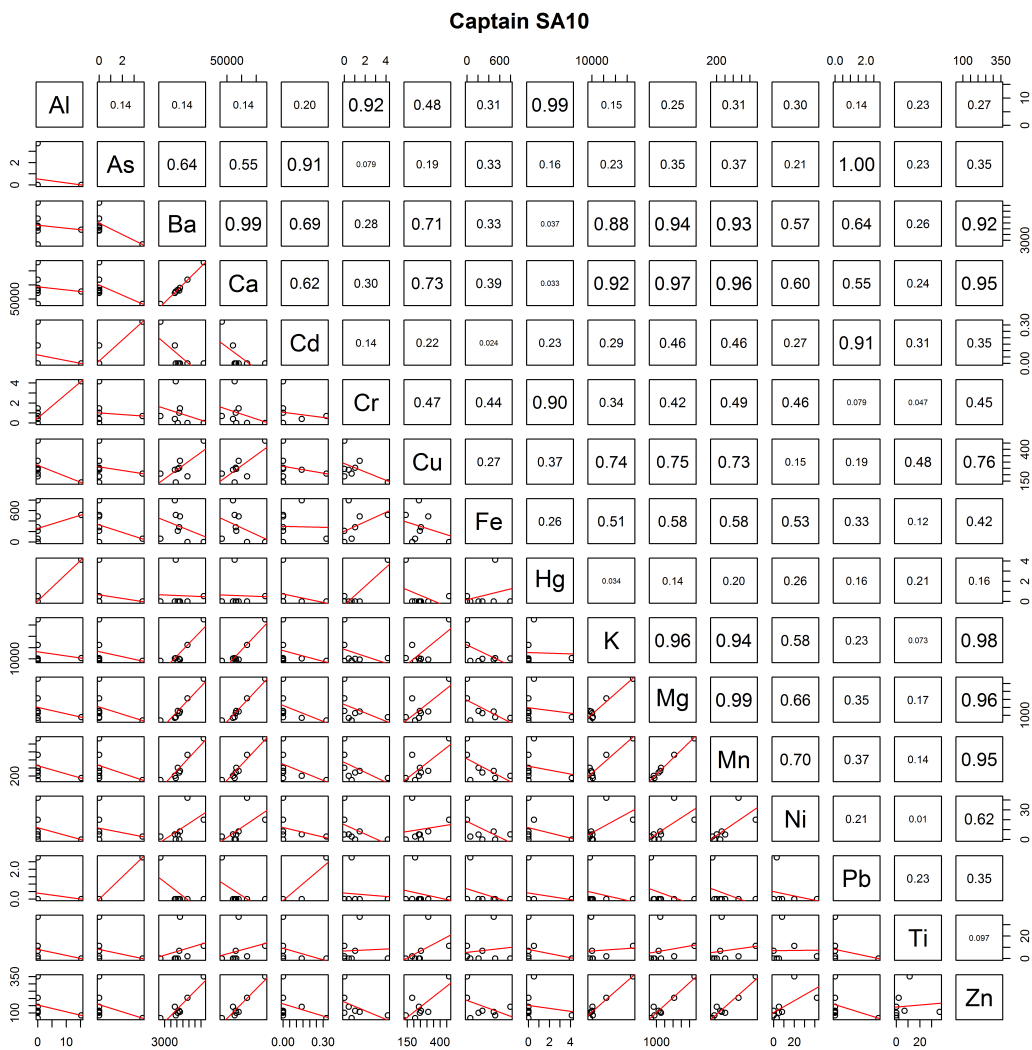 Captain SA10
0 2 50000 0 2 4 0 600 10000 200 0.0 2.0 100 350
Al 0.14 0.14 0.14 0.20 0.92 0.48 0.31 0.99 0.15 0.25 0.31 0.30 0.14 0.23 0.27 0 10
0 2 As 0.64 0.55 0.91 0.079 0.19 0.33 0.16 0.23 0.35 0.37 0.21 1.00 0.23 0.35
Ba 0.99 0.69 0.28 0.71 0.33 0.037 0.88 0.94 0.93 0.57 0.64 0.26 0.92 3000
50000 Ca 0.62 0.30 0.73 0.39 0.033 0.92 0.97 0.96 0.60 0.55 0.24 0.95
Cd 0.14 0.22 0.024 0.23 0.29 0.46 0.46 0.27 0.91 0.31 0.35 0.00 0.30
0 2 4 Cr 0.47 0.44 0.90 0.34 0.42 0.49 0.46 0.079 0.047 0.45
Cu 0.27 0.37 0.74 0.75 0.73 0.15 0.19 0.48 0.76 150 400
0 600 Fe 0.26 0.51 0.58 0.58 0.53 0.33 0.12 0.42
Hg 0.034 0.14 0.20 0.26 0.16 0.21 0.16 0 2 4
10000 K 0.96 0.94 0.58 0.23 0.073 0.98
Mg 0.99 0.66 0.35 0.17 0.96 1000
200 Mn 0.70 0.37 0.14 0.95
Ni 0.21 0.01 0.62 0 30
0.0 2.0 Pb 0.23 0.35
Ti 0.097 0 20
100 350 Zn
0 10 3000 0.00 0.30 150 400 0 2 4 1000 0 20 0 20